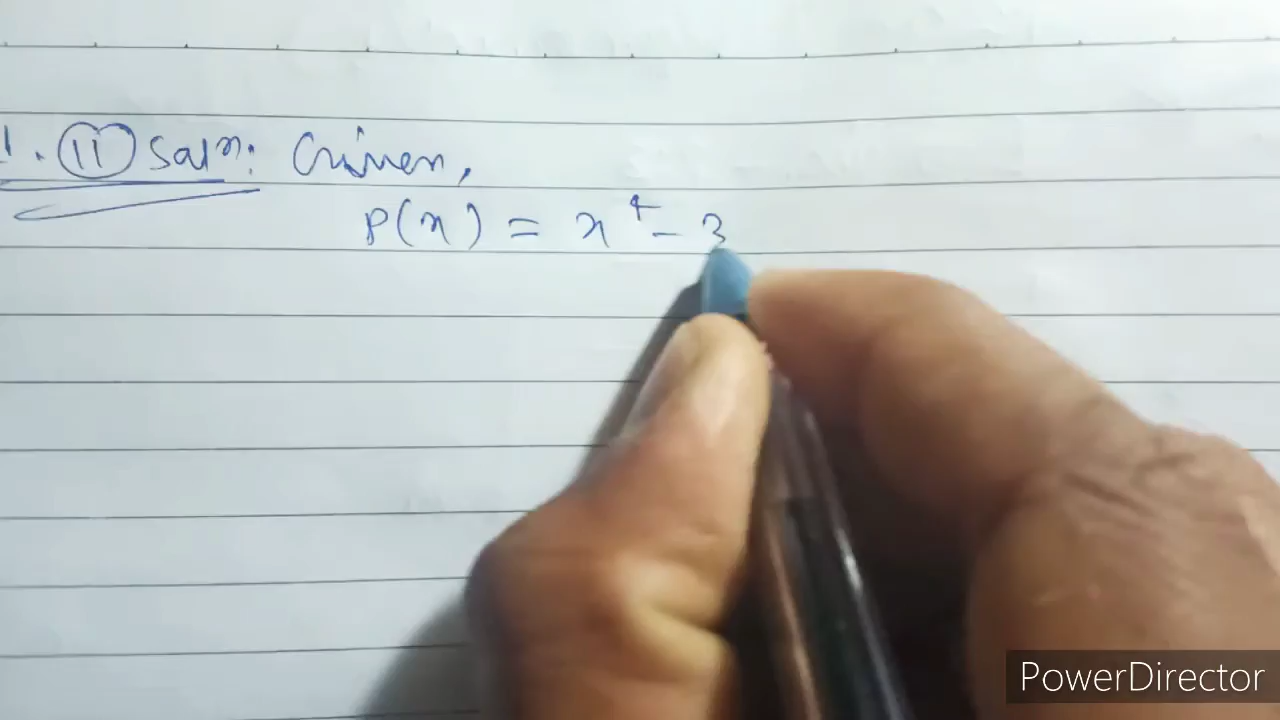 1. (ii) Solⁿ: Given,
P(x) = x⁴ - 3
PowerDirector